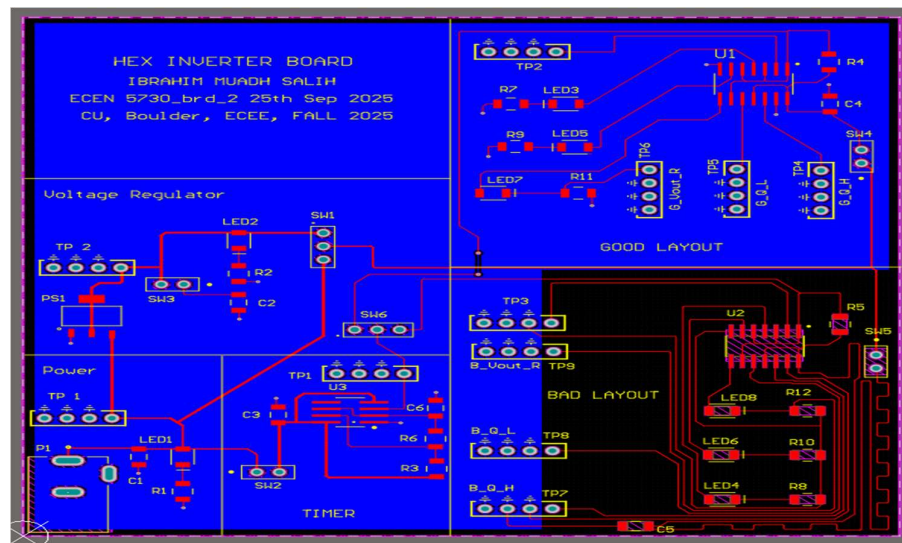 HEX INVERTER BOARD
IBRAHIM MUADH SALIH
ECEN 5730_brd_2 25th Sep 2025
CU, Boulder, ECEE, FALL 2025
TP2
U1
R4
R7
LED3
C4
R9
LED5
SW4
TP6
TP5
TP4
LED7
R11
G_Vout_R
G_Q_L
G_Q_H
GOOD LAYOUT
Voltage Regulator
LED2
SW1
TP 2
R2
PS1
SW3
C2
SW6
TP3
U2
R5
SW5
B_Vout_R
TP9
BAD LAYOUT
Power
TP1
U3
TP 1
C3
C6
LED8
R12
P1
LED1
R6
B_Q_L
TP8
LED6
R10
C1
R3
R1
SW2
B_Q_H
TP7
LED4
R8
TIMER
C5